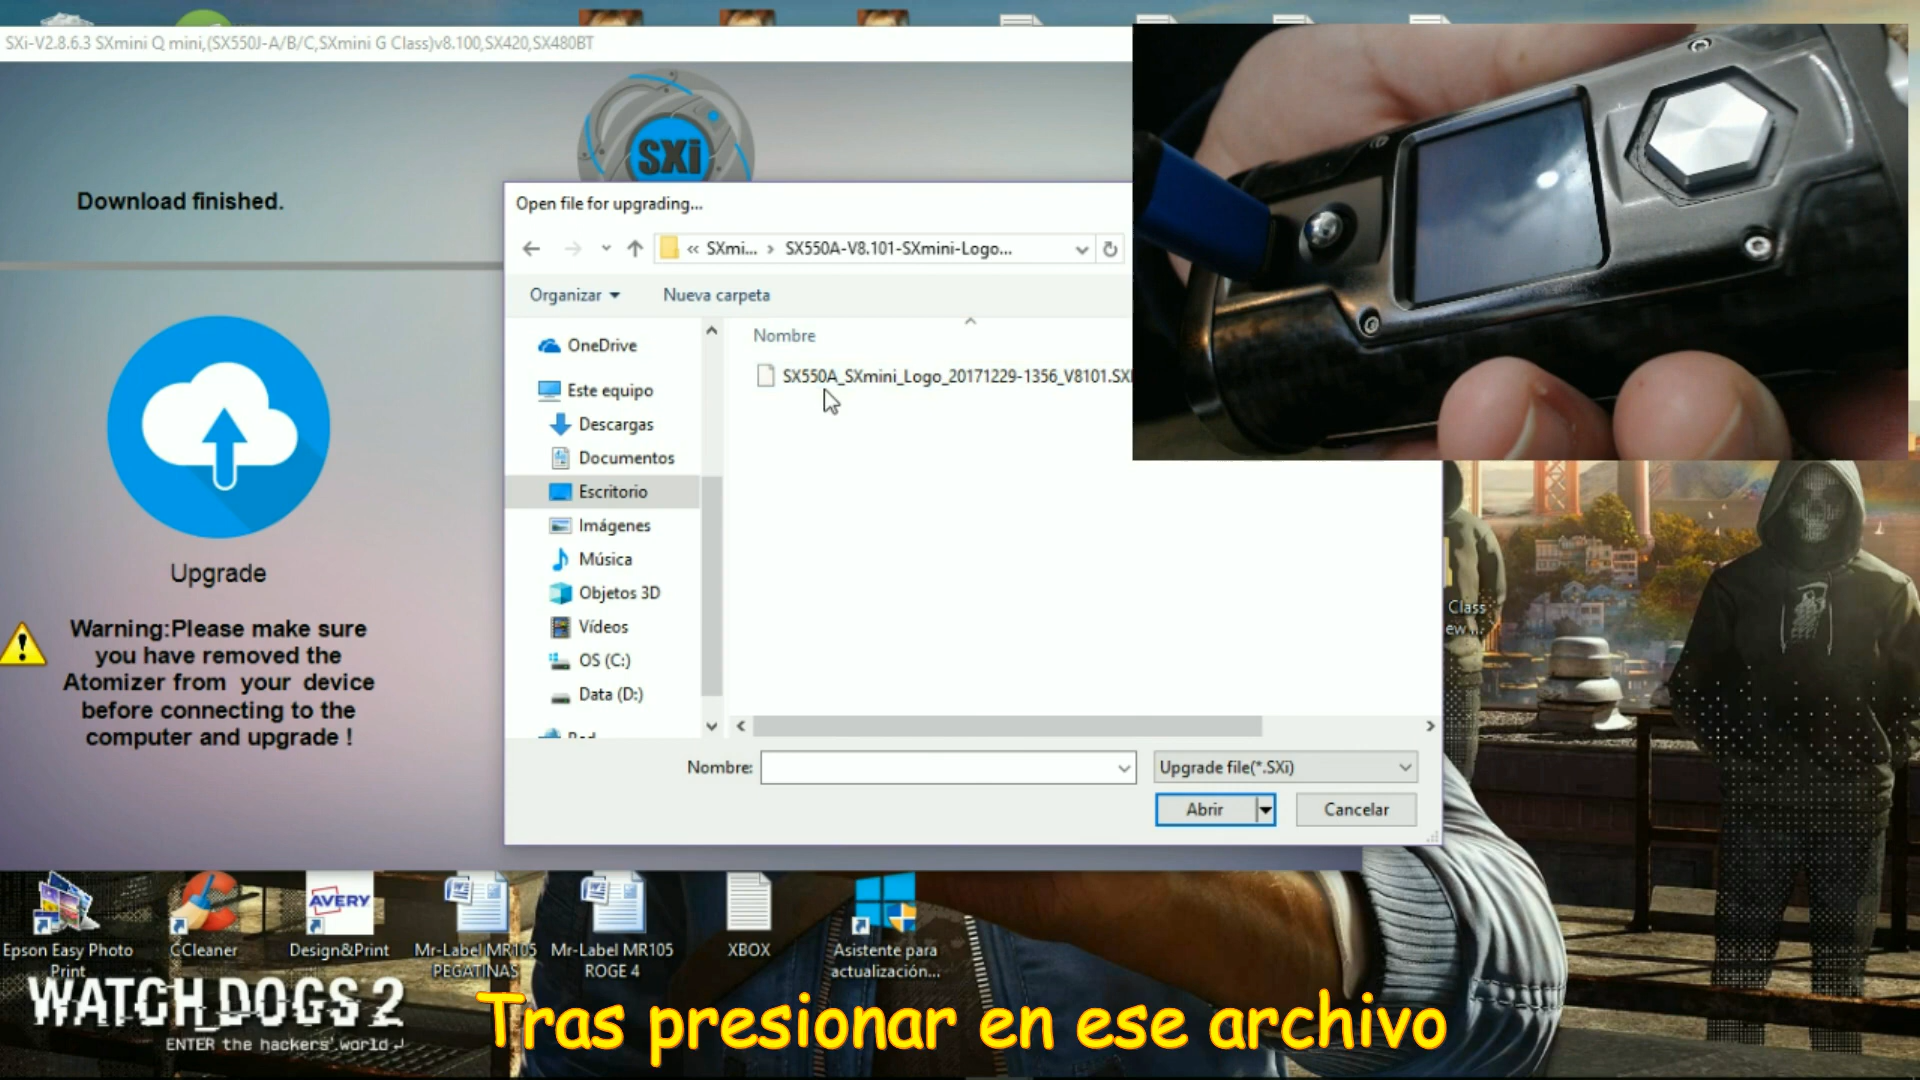 SXi-V2.8.6.3 SXmini Q mini,(SX550J-A/B/C,SXmini G Class)v8.100,SX420,SX480BT
SXi
Download finished.
Upgrade
Warning:Please make sure
you have removed the
Atomizer from your device
before connecting to the
computer and upgrade !
Open file for upgrading...
« SXmi... › SX550A-V8.101-SXmini-Logo...
Organizar
Nueva carpeta
OneDrive
Este equipo
Descargas
Documentos
Escritorio
Imágenes
Música
Objetos 3D
Vídeos
OS (C:)
Data (D:)
Nombre
SX550A_SXmini_Logo_20171229-1356_V8101.SX
Nombre:
Upgrade file(*.SXi)
Abrir
Cancelar
Class
Epson Easy Photo
Print
CCleaner
AVERY
Design&Print
Mr-Label MR105
PEGATINAS
Mr-Label MR105
ROGE 4
XBOX
Asistente para
actualización...
WATCH_DOGS 2
ENTER the hackers' world
Tras presionar en ese archivo